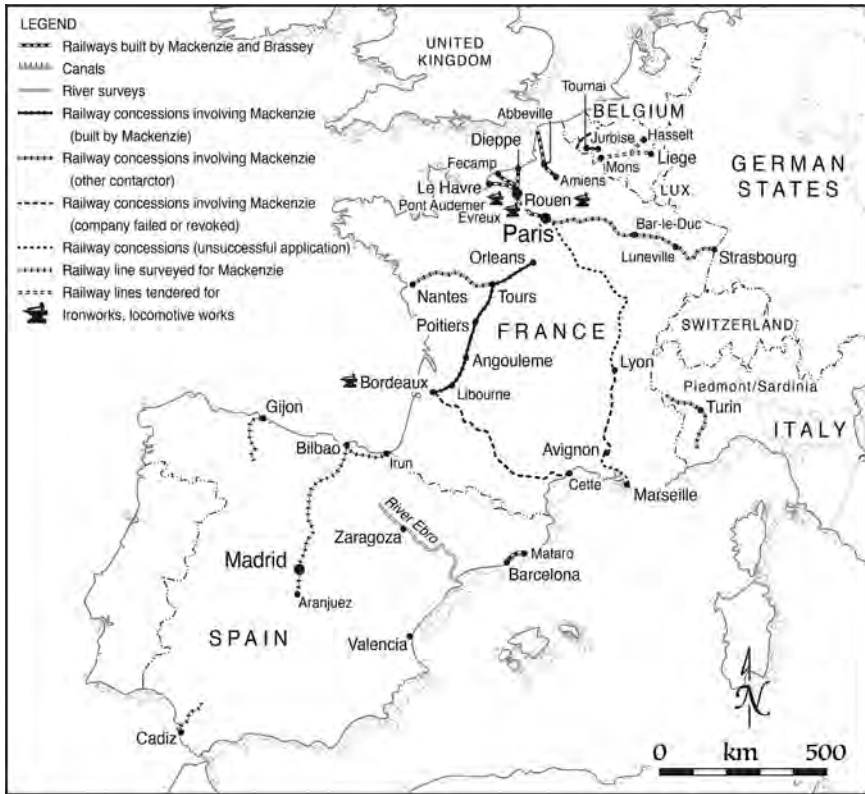 LEGEND
Railways built by Mackenzie and Brassey
Canals
River surveys
Railway concessions involving Mackenzie
(built by Mackenzie)
Railway concessions involving Mackenzie
(other contarctor)
Railway concessions involving Mackenzie
(company failed or revoked)
Railway concessions (unsuccessful application)
Railway line surveyed for Mackenzie
Railway lines tendered for
Ironworks, locomotive works
UNITED
KINGDOM
Tournai
Abbeville
BELGIUM
Dieppe
Jurbise
Hasselt
Fecamp
Mons
Liege
GERMAN
STATES
Le Havre
Rouen
Amiens
LUX
Pont Audemer
Evreux
Paris
Bar-le-Duc
Luneville
Strasbourg
Orleans
Nantes
Tours
Poitiers
FRANCE
SWITZERLAND
Angouleme
Lyon
Bordeaux
Libourne
Piedmont/Sardinia
Turin
Gijon
ITALY
Bilbao
Irun
Avignon
Cette
Marseille
River Ebro
Zaragoza
Madrid
Mataro
Barcelona
Aranjuez
SPAIN
Valencia
Cadiz
N
0 km 500